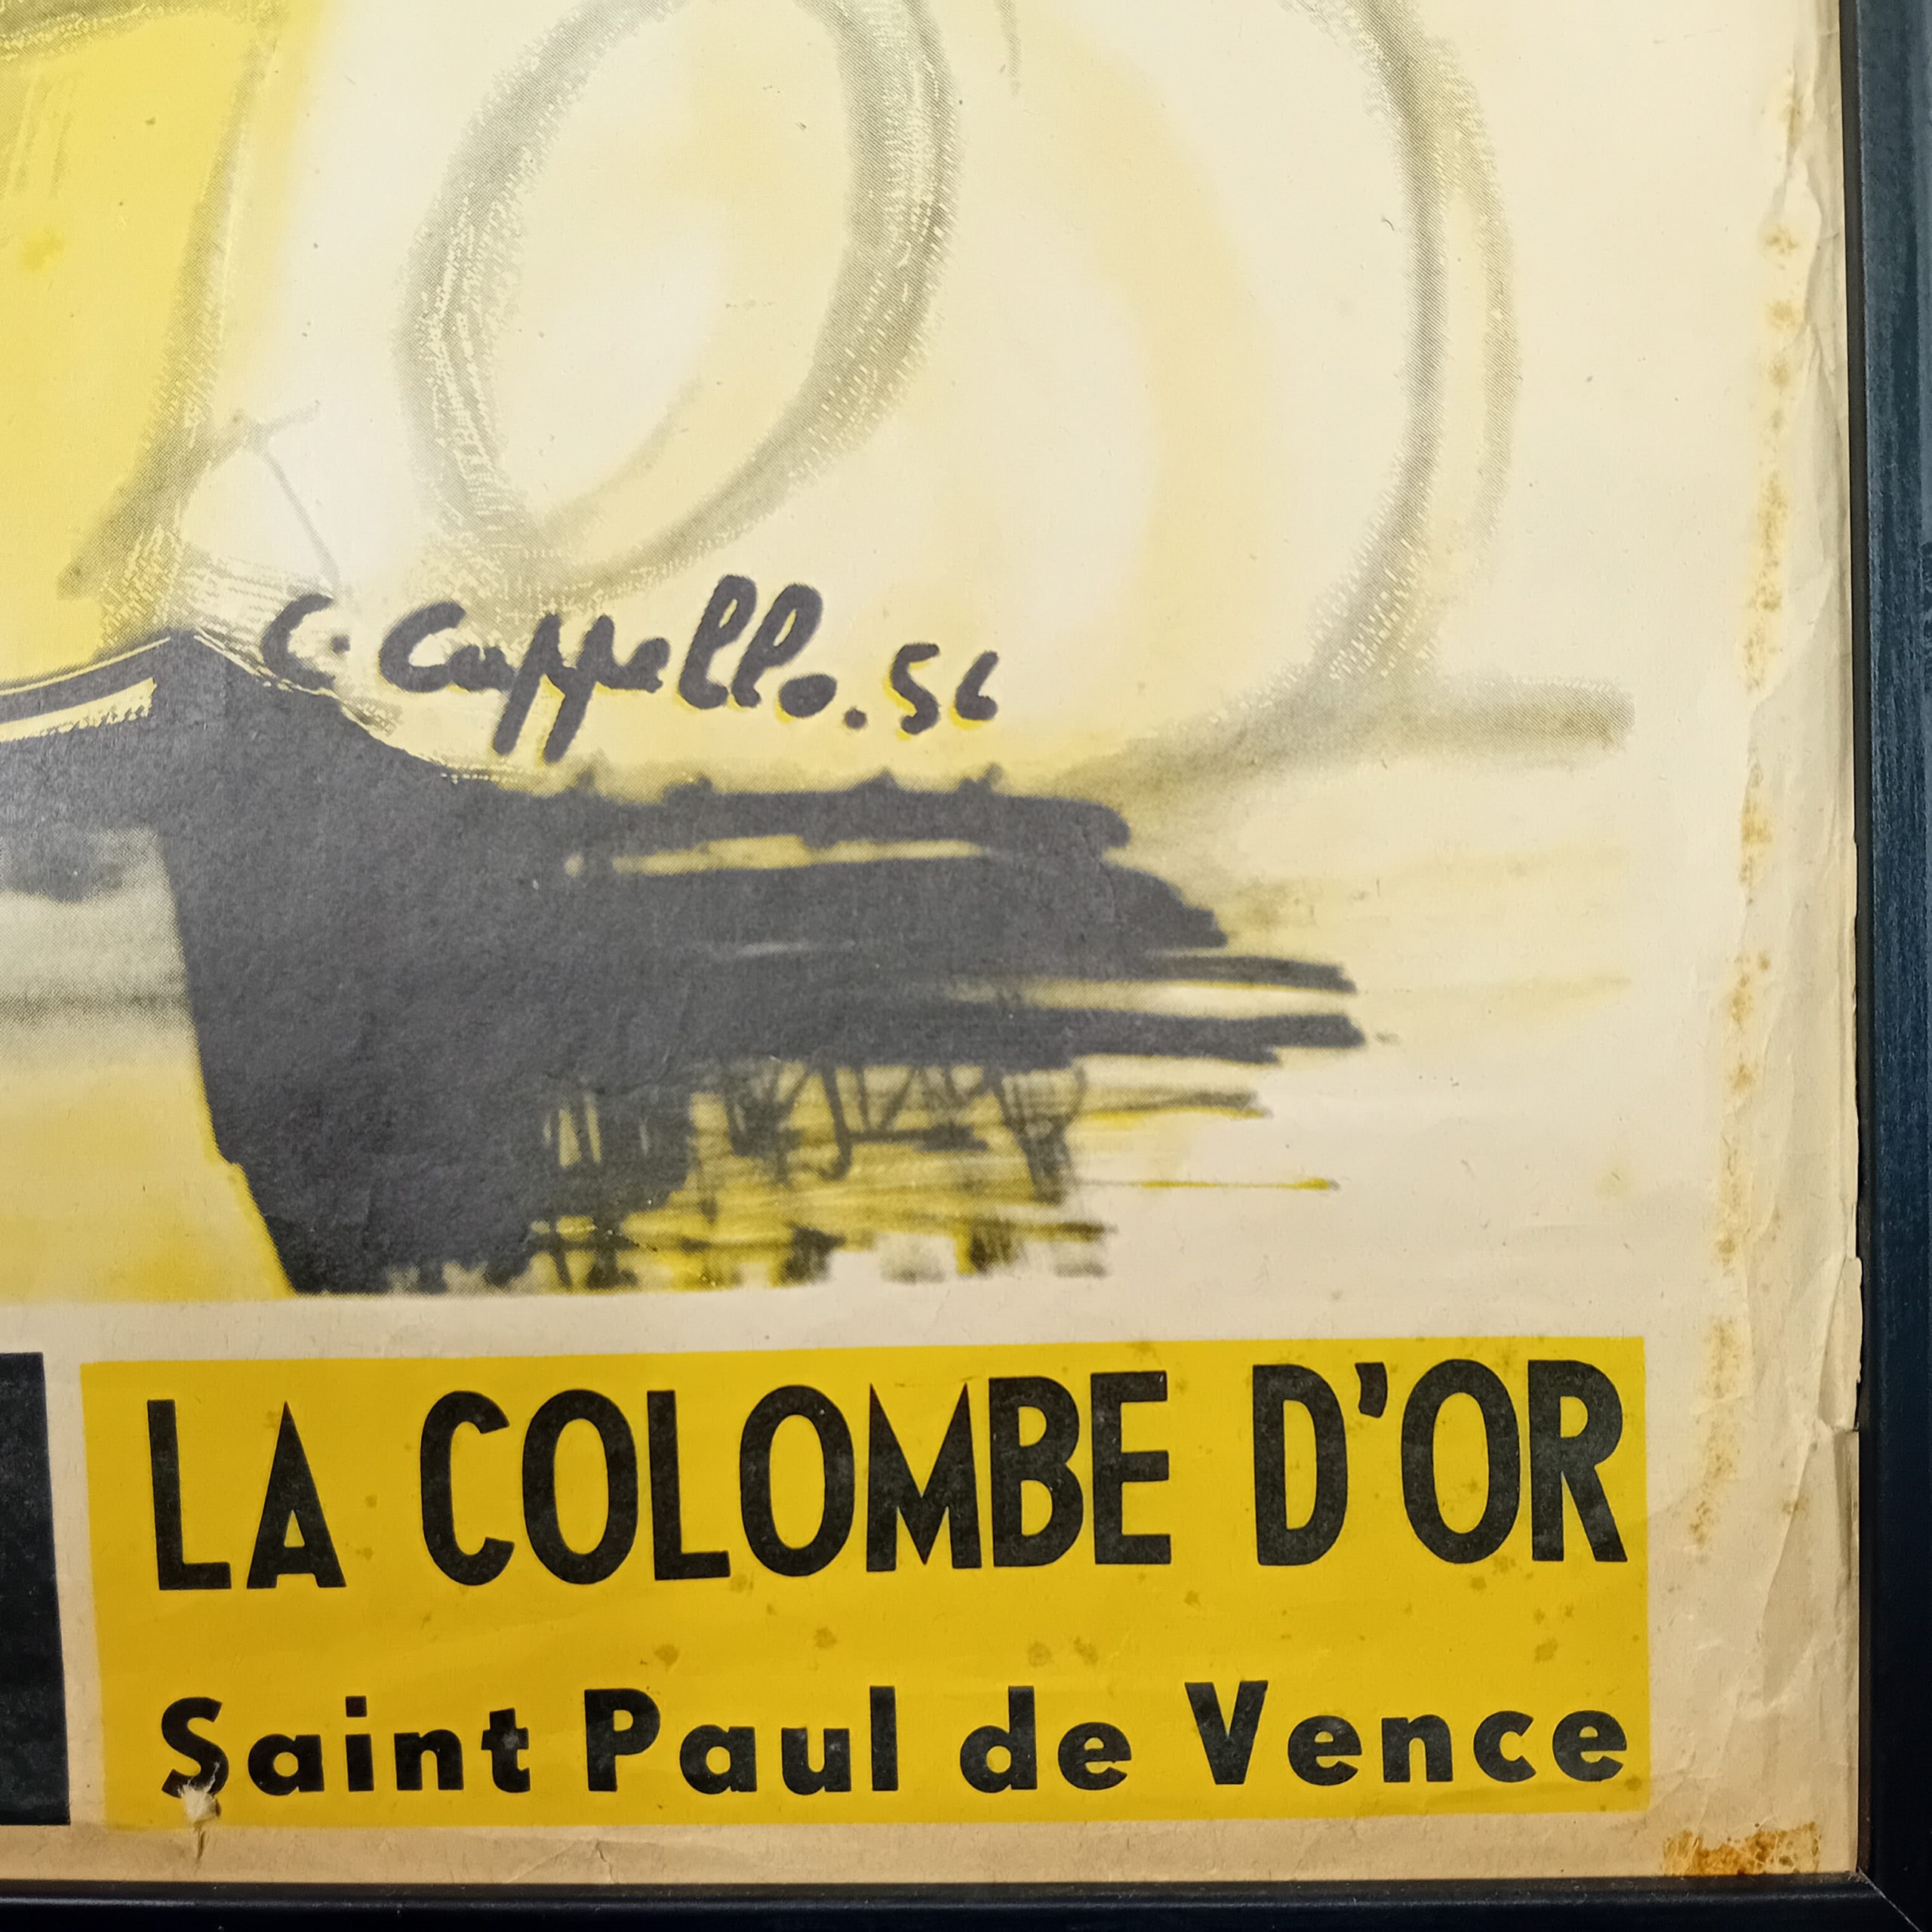 C. Cappello. 56
LA COLOMBE D'OR
Saint Paul de Vence